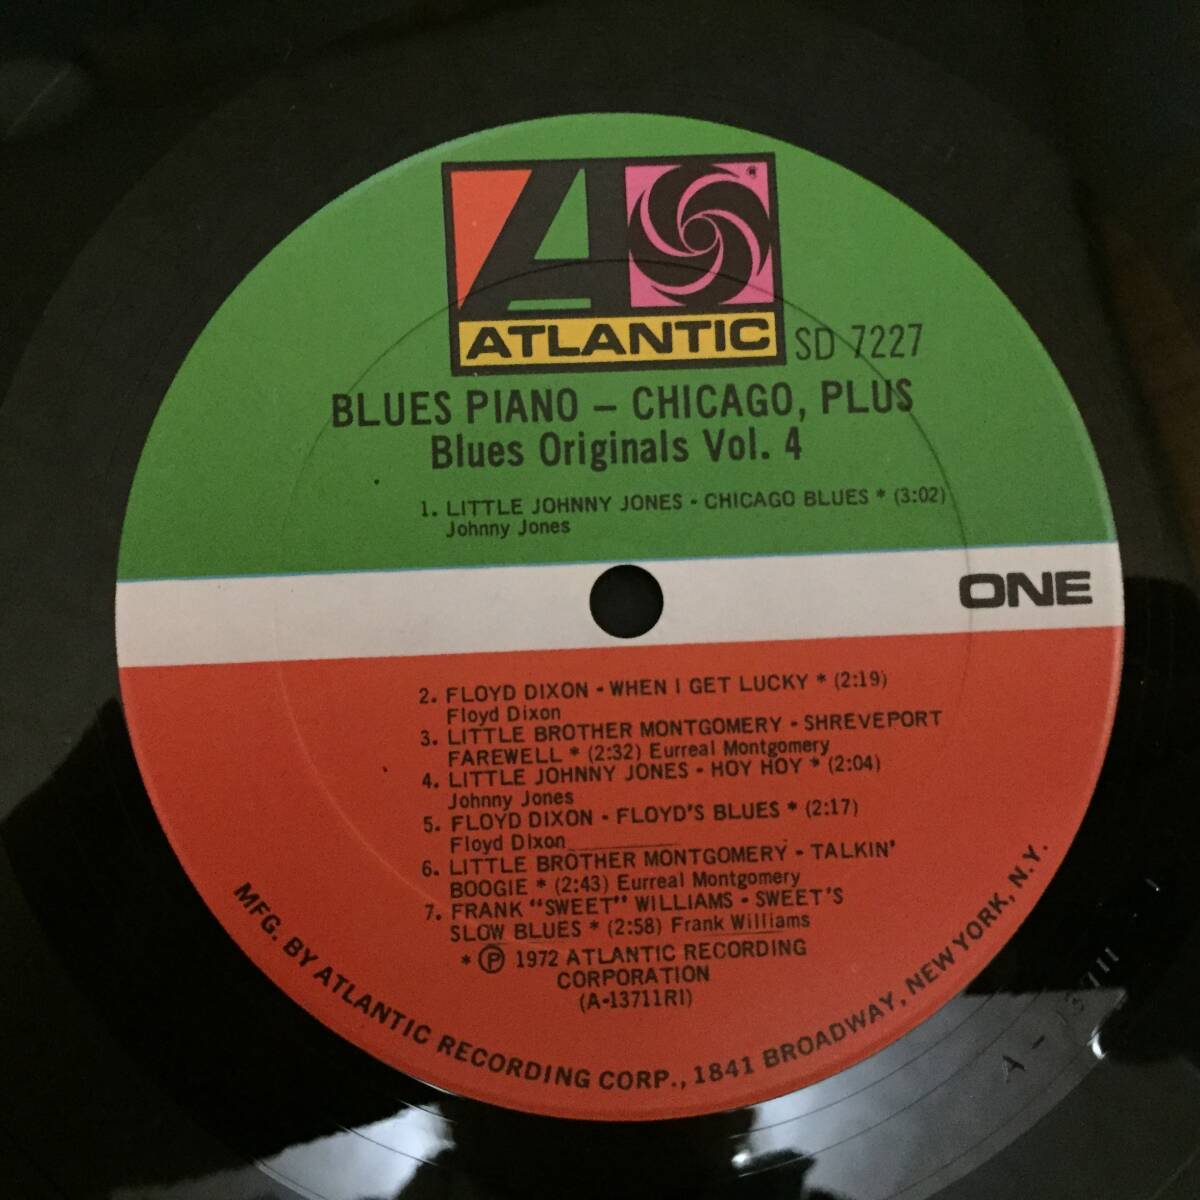 ATLANTIC
SD 7227
BLUES PIANO – CHICAGO, PLUS
Blues Originals Vol. 4
1. LITTLE JOHNNY JONES - CHICAGO BLUES * (3:02)
Johnny Jones
ONE
2. FLOYD DIXON - WHEN I GET LUCKY * (2:19)
Floyd Dixon
3. LITTLE BROTHER MONTGOMERY - SHREVEPORT
FAREWELL * (2:32) Eurreal Montgomery
4. LITTLE JOHNNY JONES - HOY HOY * (2:04)
Johnny Jones
5. FLOYD DIXON - FLOYD'S BLUES * (2:17)
Floyd Dixon
6. LITTLE BROTHER MONTGOMERY - TALKIN'
BOOGIE * (2:43) Eurreal Montgomery
7. FRANK "SWEET" WILLIAMS - SWEET'S
SLOW BLUES * (2:58) Frank Williams
* ℗ 1972 ATLANTIC RECORDING
CORPORATION
(A-13711RI)
MFG. BY ATLANTIC RECORDING CORP., 1841 BROADWAY, NEW YORK, N.Y.